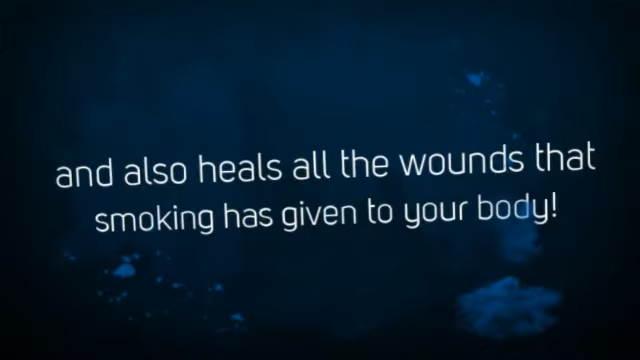 and also heals all the wounds that
smoking has given to your body!